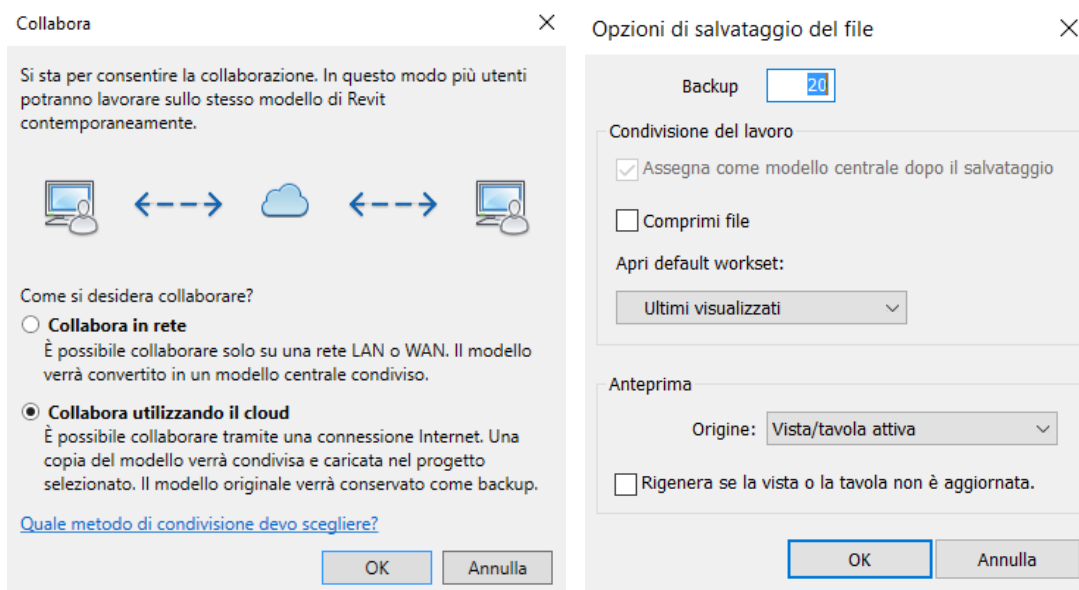 Collabora
Si sta per consentire la collaborazione. In questo modo più utenti
potranno lavorare sullo stesso modello di Revit
contemporaneamente.
Come si desidera collaborare?
Collabora in rete
È possibile collaborare solo su una rete LAN o WAN. Il modello
verrà convertito in un modello centrale condiviso.
Collabora utilizzando il cloud
È possibile collaborare tramite una connessione Internet. Una
copia del modello verrà condivisa e caricata nel progetto
selezionato. Il modello originale verrà conservato come backup.
Quale metodo di condivisione devo scegliere?
OK Annulla
Opzioni di salvataggio del file
Backup 20
Condivisione del lavoro
Assegna come modello centrale dopo il salvataggio
Comprimi file
Apri default workset:
Ultimi visualizzati
Anteprima
Origine: Vista/tavola attiva
Rigenera se la vista o la tavola non è aggiornata.
OK Annulla